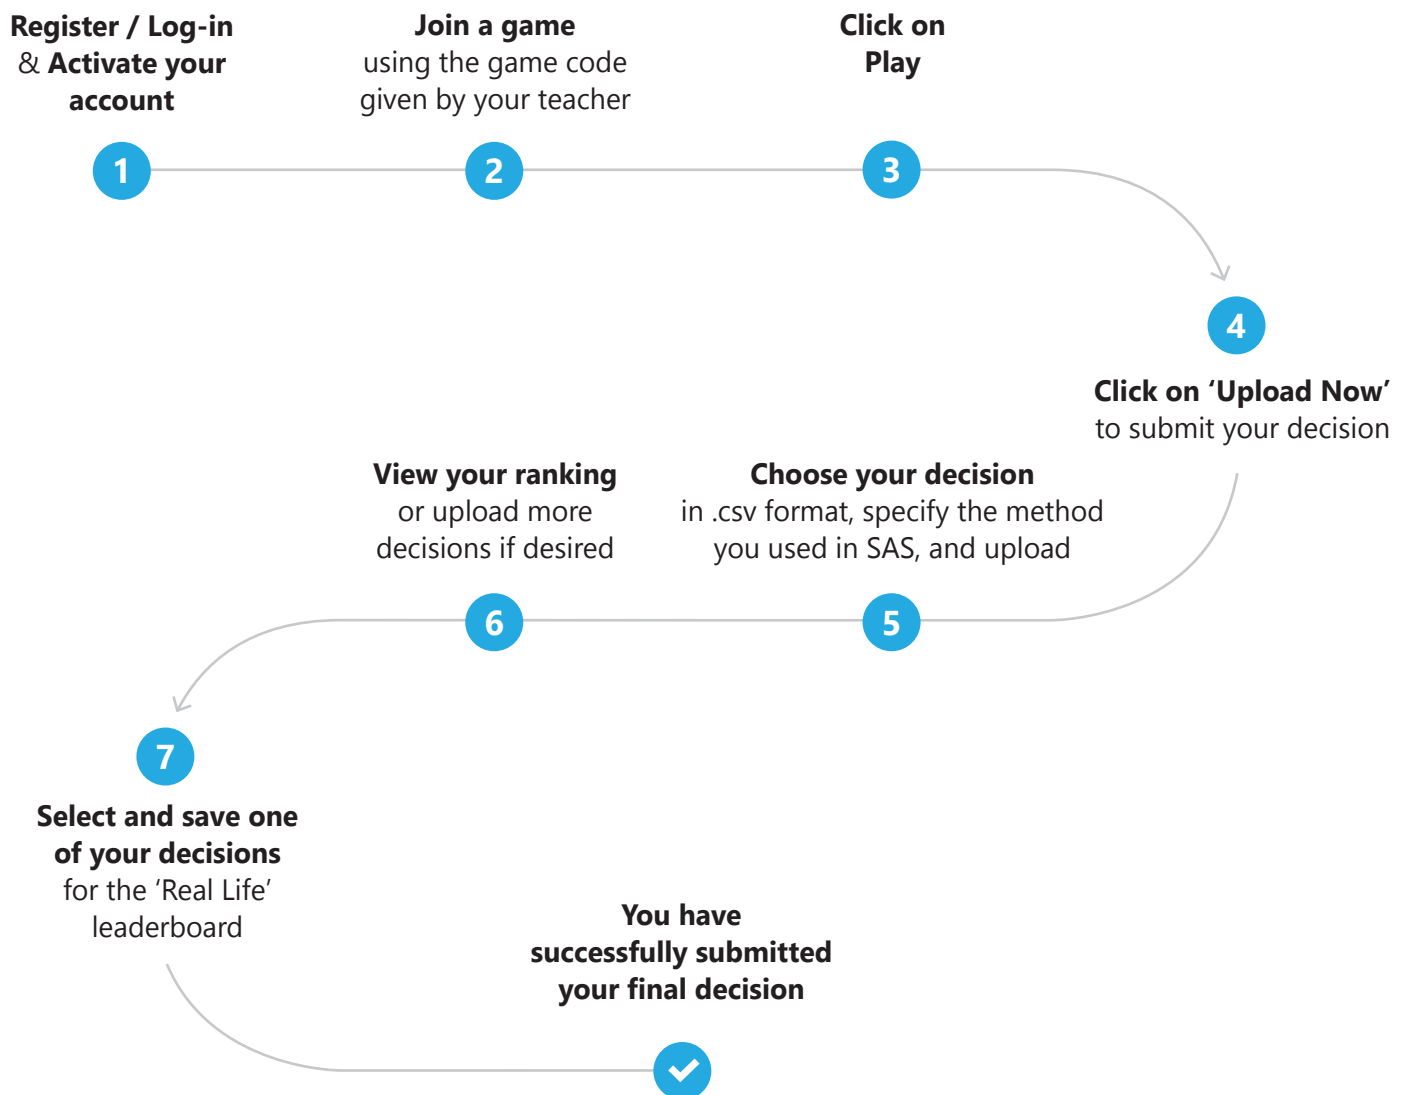 Register / Log-in
& Activate your
account
1
Join a game
using the game code
given by your teacher
2
Click on
Play
3
4
Click on ‘Upload Now’
to submit your decision
Choose your decision
in .csv format, specify the method
you used in SAS, and upload
5
View your ranking
or upload more
decisions if desired
6
7
Select and save one
of your decisions
for the ‘Real Life’
leaderboard
You have
successfully submitted
your final decision